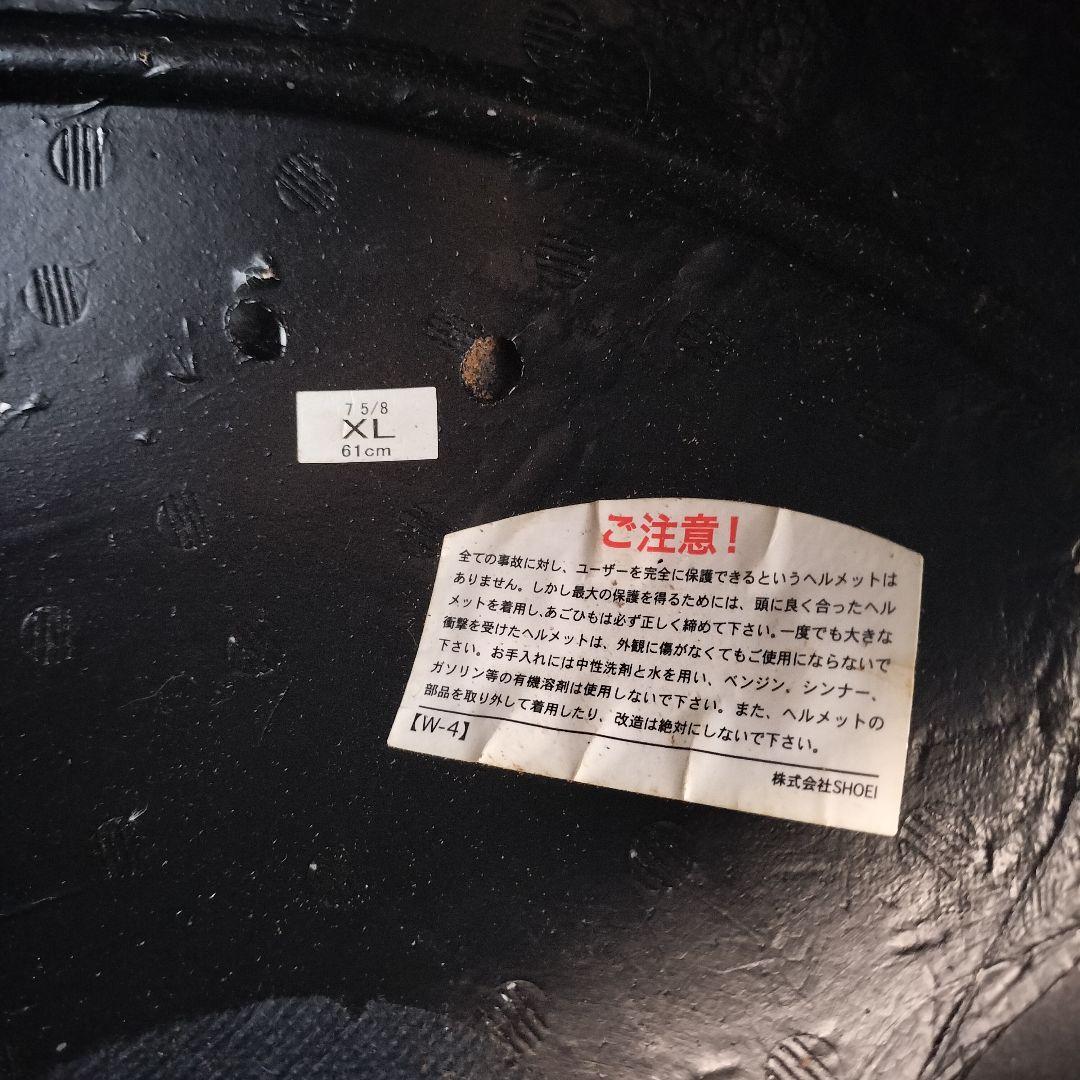 7 5/8
XL
61cm
ご注意!
全ての事故に対し、ユーザーを完全に保護できるというヘルメットは
ありません。しかし最大の保護を得るためには、頭に良く合ったヘル
メットを着用し、あごひもは必ず正しく締めて下さい。一度でも大きな
衝撃を受けたヘルメットは、外観に傷がなくてもご使用にならないで
下さい。お手入れには中性洗剤と水を用い、ベンジン、シンナー、
ガソリン等の有機溶剤は使用しないで下さい。また、ヘルメットの
部品を取り外して着用したり、改造は絶対にしないで下さい。
【W-4】
株式会社SHOEI